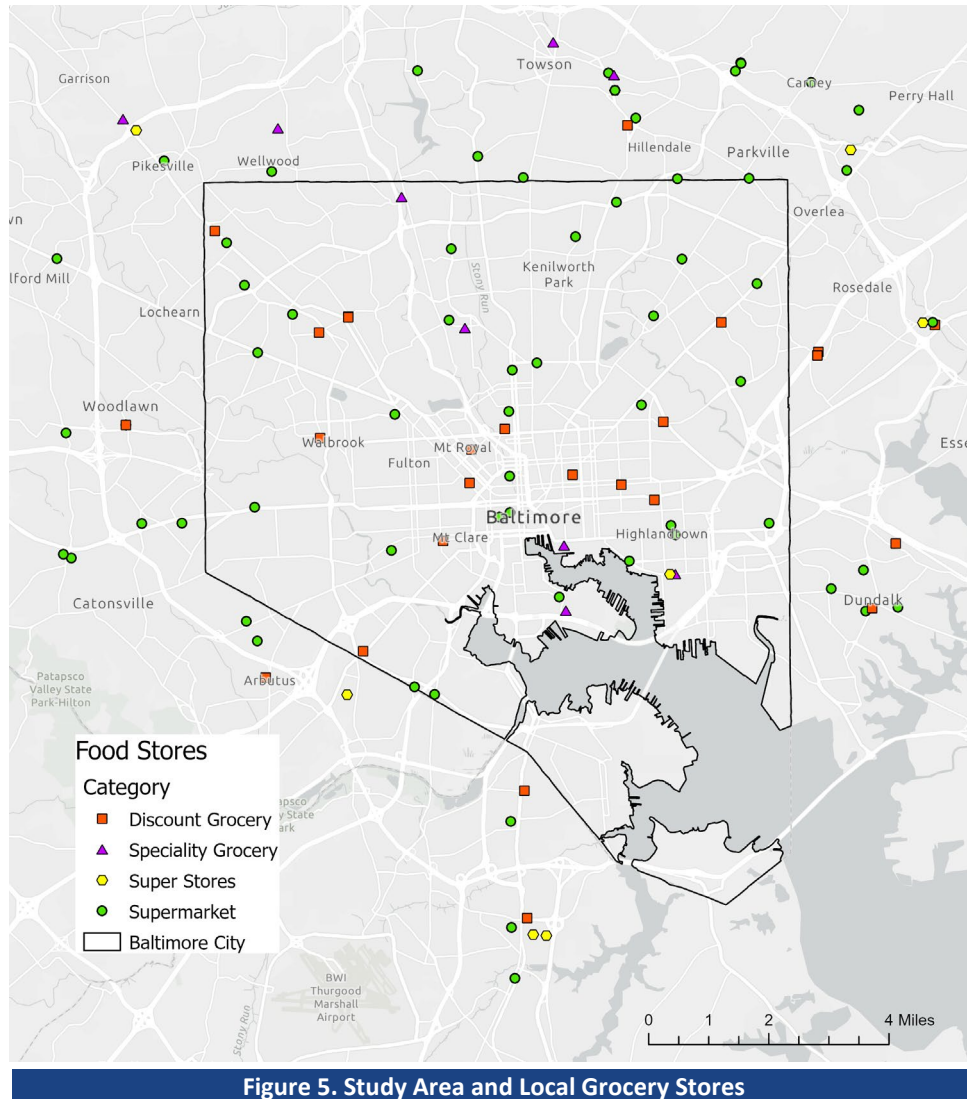 Towson
Garrison
Carney
Perry Hall
Hillendale
Parkville
Pikesville
Wellwood
Overlea
wn
Kenilworth
Park
Stony Run
lford Mill
Rosedale
Lochearn
Woodlawn
Walbrook
Mt Royal
Esse
Fulton
Baltimore
Highlandtown
Mt Clare
Catonsville
Dundalk
Arbutus
Patapsco
Valley State
Park-Hilton
Food Stores
Category
Discount Grocery
Speciality Grocery
Super Stores
Supermarket
Baltimore City
apsco
y State
ark
BWI
Thurgood
Marshall
Airport
Stony Run
0 1 2 4 Miles
Figure 5. Study Area and Local Grocery Stores